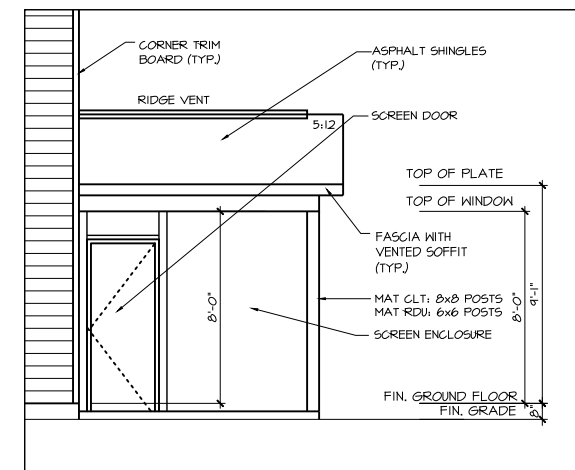 CORNER TRIM
BOARD (TYP.)
ASPHALT SHINGLES
(TYP.)
RIDGE VENT
5:12
SCREEN DOOR
TOP OF PLATE
TOP OF WINDOW
FASCIA WITH
VENTED SOFFIT
(TYP.)
8'-0"
8'-0"
9'-1"
MAT CLT: 8x8 POSTS
MAT RDU: 6x6 POSTS
SCREEN ENCLOSURE
FIN. GROUND FLOOR
FIN. GRADE
8"